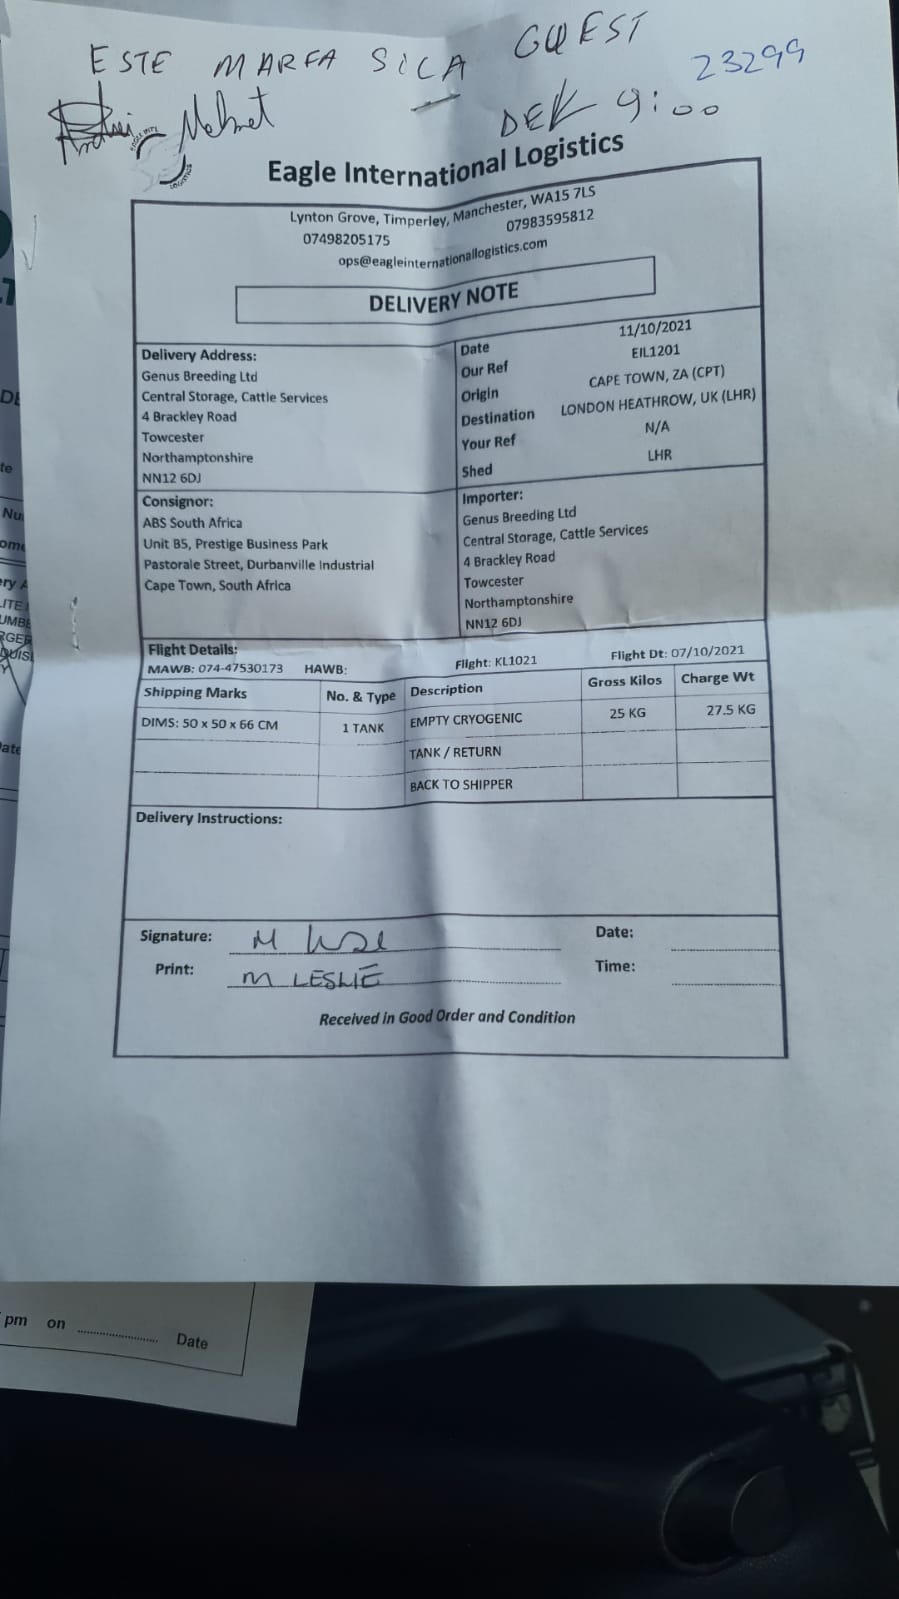 ESTE MARFA SICA GUEST
23299
Mehmet
DEL 9:00
Eagle International Logistics
Lynton Grove, Timperley, Manchester, WA15 7LS
07498205175 07983595812
ops@eagleinternationallogistics.com
DELIVERY NOTE
Delivery Address:
Genus Breeding Ltd
Central Storage, Cattle Services
4 Brackley Road
Towcester
Northamptonshire
NN12 6DJ
Date 11/10/2021
Our Ref EIL1201
Origin CAPE TOWN, ZA (CPT)
Destination LONDON HEATHROW, UK (LHR)
Your Ref N/A
Shed LHR
Consignor:
ABS South Africa
Unit B5, Prestige Business Park
Pastorale Street, Durbanville Industrial
Cape Town, South Africa
Importer:
Genus Breeding Ltd
Central Storage, Cattle Services
4 Brackley Road
Towcester
Northamptonshire
NN12 6DJ
Flight Details:
MAWB: 074-47530173 HAWB: Flight: KL1021 Flight Dt: 07/10/2021
Shipping Marks No. & Type Description Gross Kilos Charge Wt
DIMS: 50 x 50 x 66 CM 1 TANK EMPTY CRYOGENIC 25 KG 27.5 KG
TANK / RETURN
BACK TO SHIPPER
Delivery Instructions:
Signature: Date:
Print: M LESLIE Time:
Received in Good Order and Condition
pm on Date